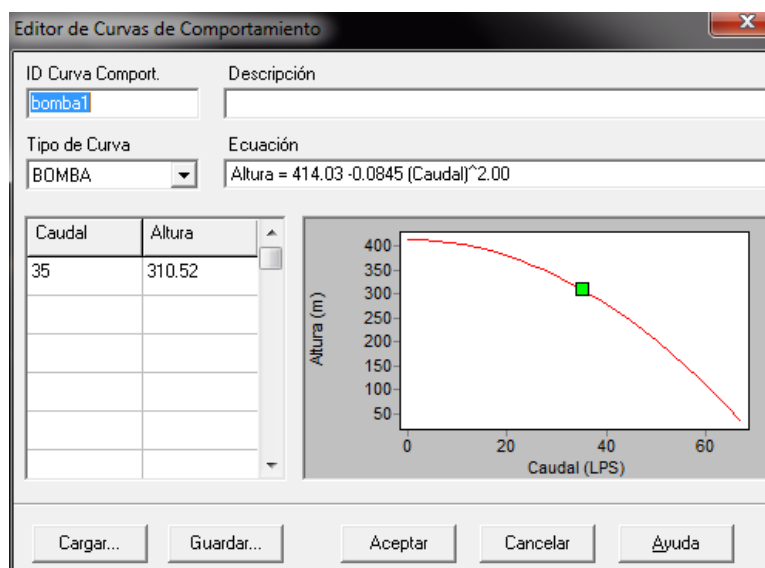 Editor de Curvas de Comportamiento
ID Curva Comport.
Descripción
bomba1
Tipo de Curva
Ecuación
BOMBA
Altura = 414.03 -0.0845 (Caudal)^2.00
Caudal Altura
35 310.52
Altura (m)
400
350
300
250
200
150
100
50
0 20 40 60
Caudal (LPS)
Cargar... Guardar... Aceptar Cancelar Ayuda